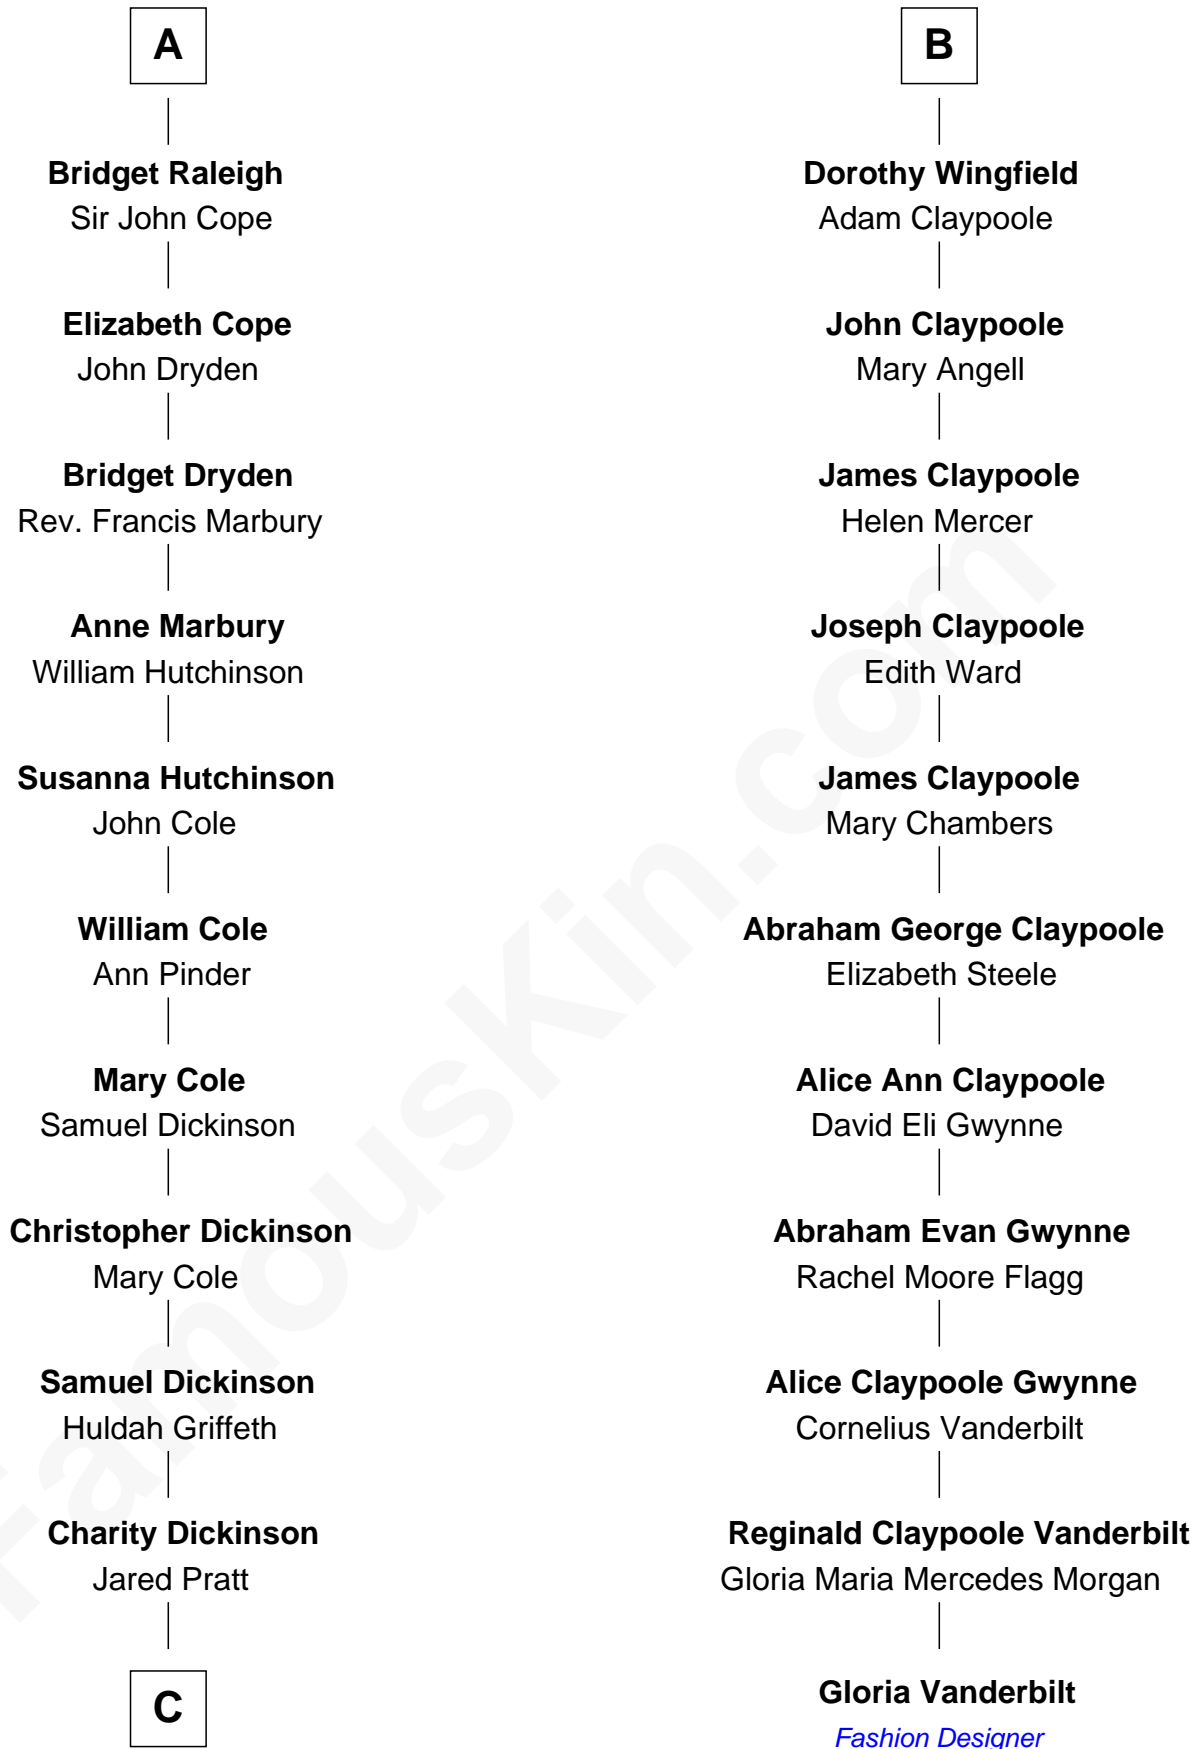 A
Bridget Raleigh
Sir John Cope
Elizabeth Cope
John Dryden
Bridget Dryden
Rev. Francis Marbury
Anne Marbury
William Hutchinson
Susanna Hutchinson
John Cole
William Cole
Ann Pinder
Mary Cole
Samuel Dickinson
Christopher Dickinson
Mary Cole
Samuel Dickinson
Huldah Griffeth
Charity Dickinson
Jared Pratt
C
B
Dorothy Wingfield
Adam Claypoole
John Claypoole
Mary Angell
James Claypoole
Helen Mercer
Joseph Claypoole
Edith Ward
James Claypoole
Mary Chambers
Abraham George Claypoole
Elizabeth Steele
Alice Ann Claypoole
David Eli Gwynne
Abraham Evan Gwynne
Rachel Moore Flagg
Alice Claypoole Gwynne
Cornelius Vanderbilt
Reginald Claypoole Vanderbilt
Gloria Maria Mercedes Morgan
Gloria Vanderbilt
Fashion Designer
FamousKin.com